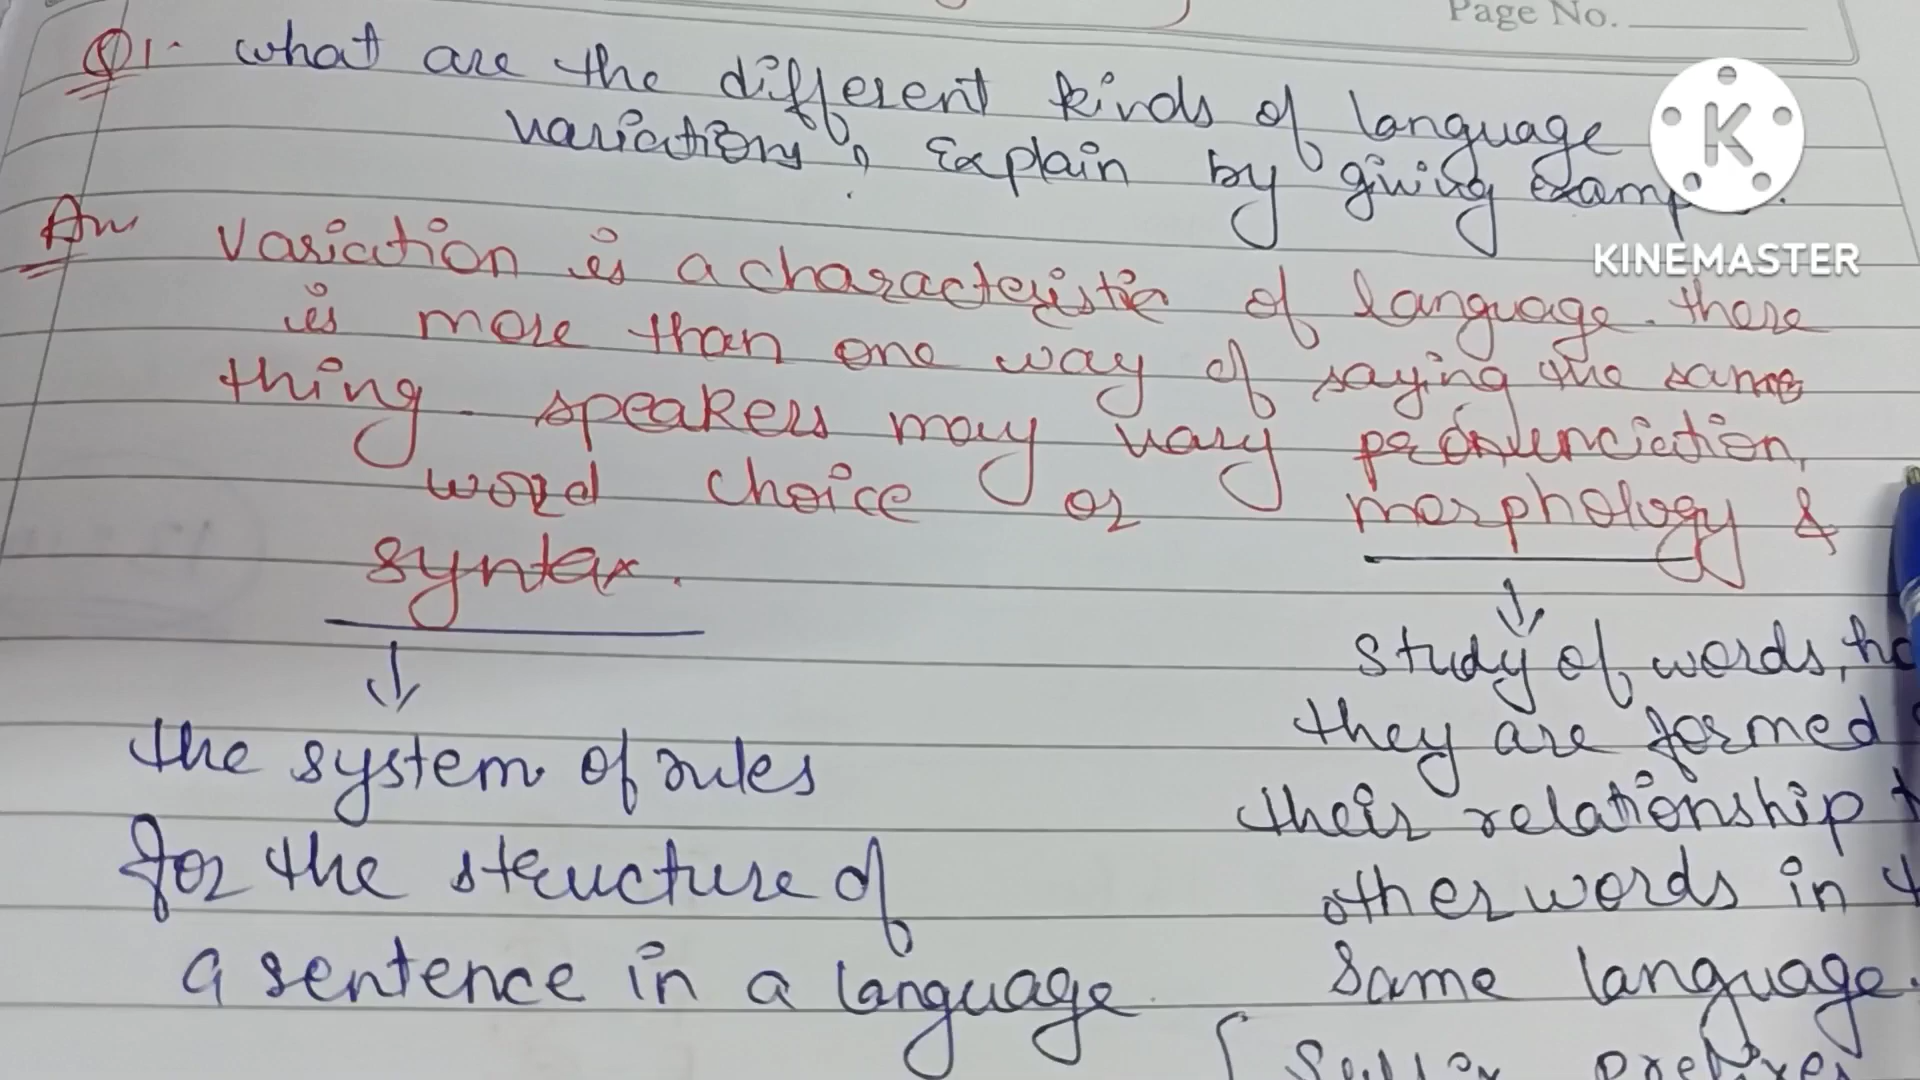 Page No.
Q1. what are the different kinds of language
variations, Explain by giving Examp
Ans Variation is a characteristic of language. there
is more than one way of saying the same
thing. speakers may vary pronunciation,
word choice or morphology &
syntax.
↓
the system of rules
for the structure of
a sentence in a language.
↓
study of words,
they are formed
their relationship
other words in
same language.
K
KINEMASTER